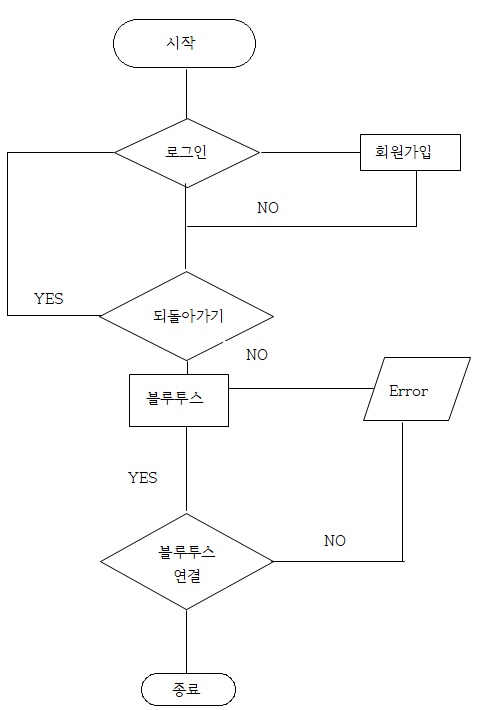 시작
로그인
회원가입
NO
YES
되돌아가기
NO
블루투스
Error
YES
NO
블루투스
연결
종료